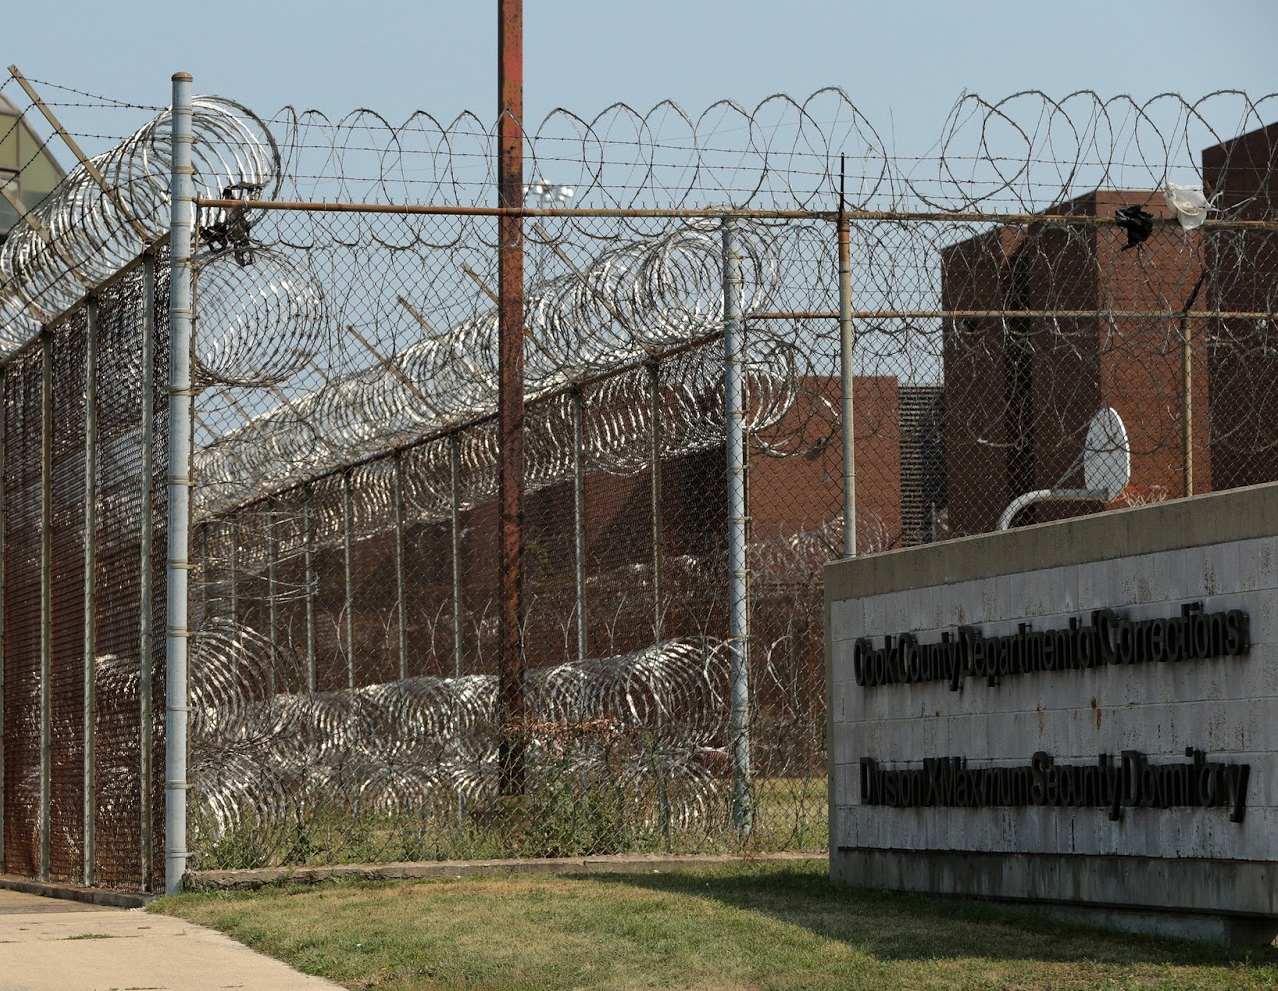 Cook County Department of Corrections
Division X Maximum Security Dormitory